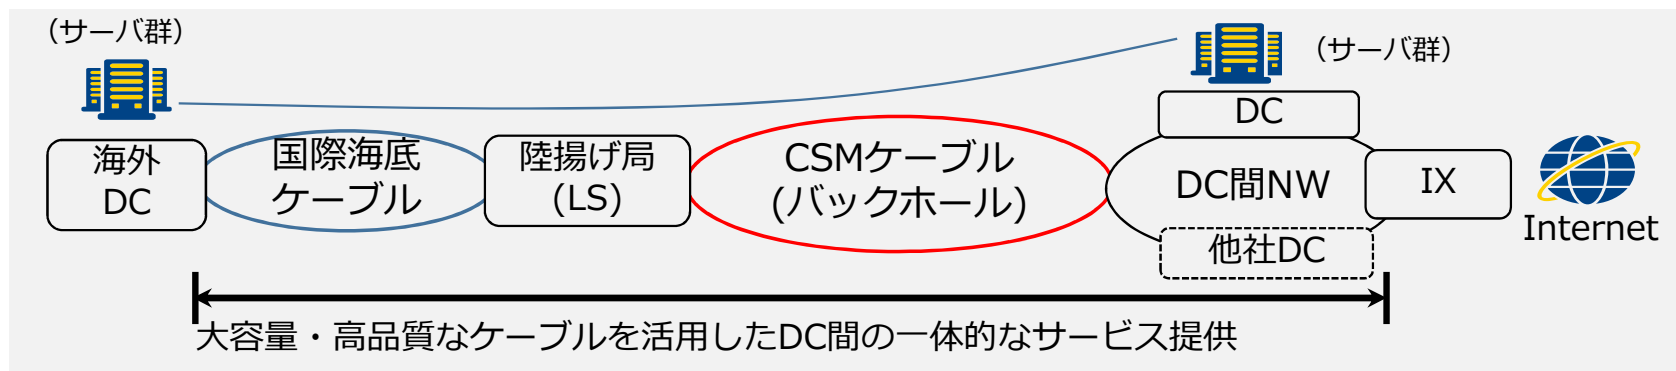 （サーバ群）
（サーバ群）
海外
DC
国際海底
ケーブル
陸揚げ局
(LS)
CSMケーブル
(バックホール)
DC
DC間NW
他社DC
IX
Internet
大容量・高品質なケーブルを活用したDC間の一体的なサービス提供